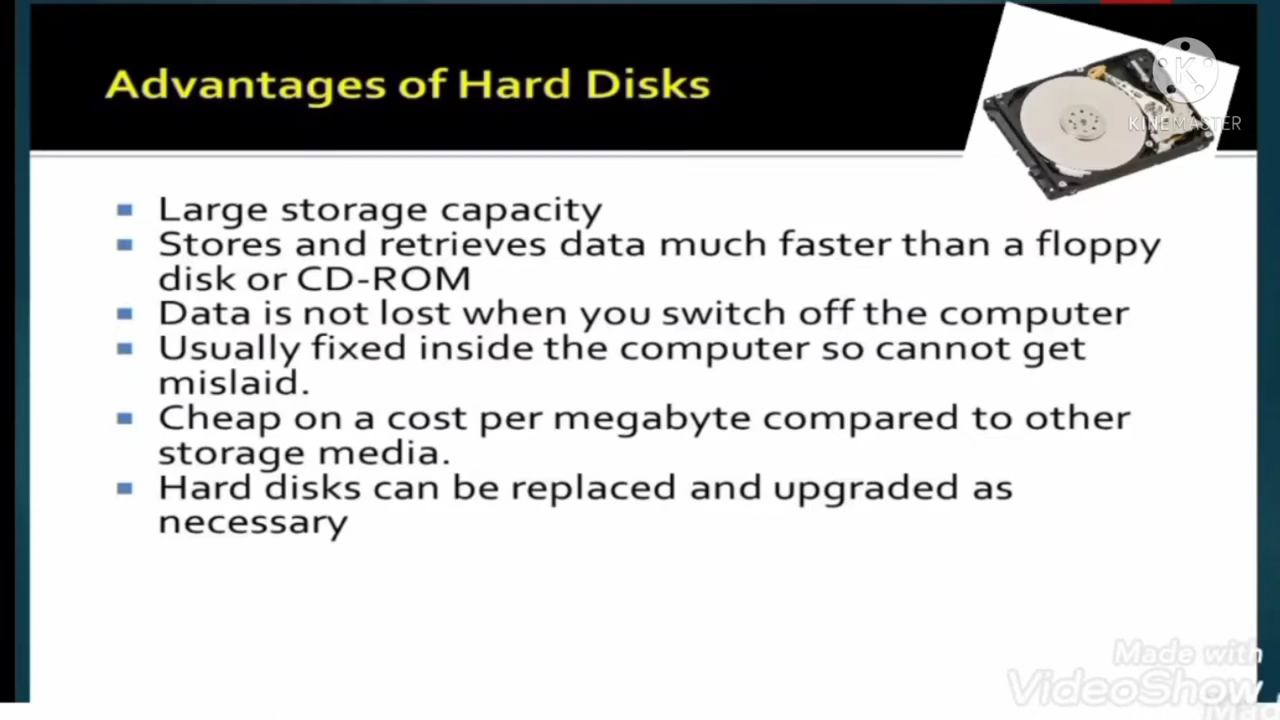 Advantages of Hard Disks
K
KINEMASTER
Large storage capacity
Stores and retrieves data much faster than a floppy
disk or CD-ROM
Data is not lost when you switch off the computer
Usually fixed inside the computer so cannot get
mislaid.
Cheap on a cost per megabyte compared to other
storage media.
Hard disks can be replaced and upgraded as
necessary
Made with
VideoShow